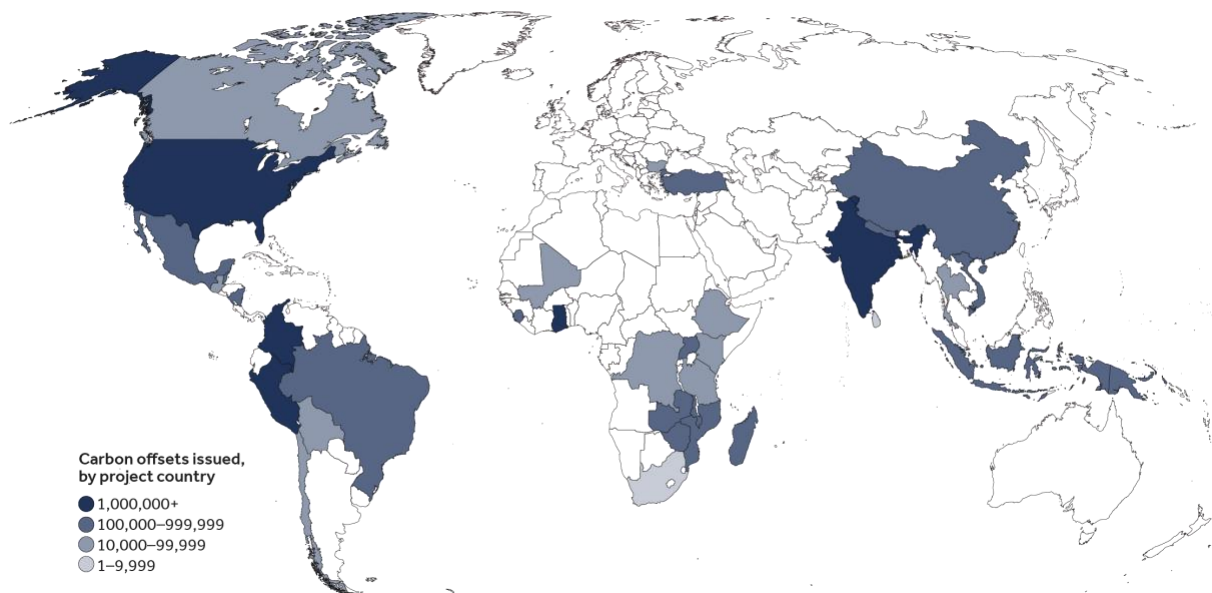 Carbon offsets issued,
by project country
1,000,000+
100,000–999,999
10,000–99,999
1–9,999